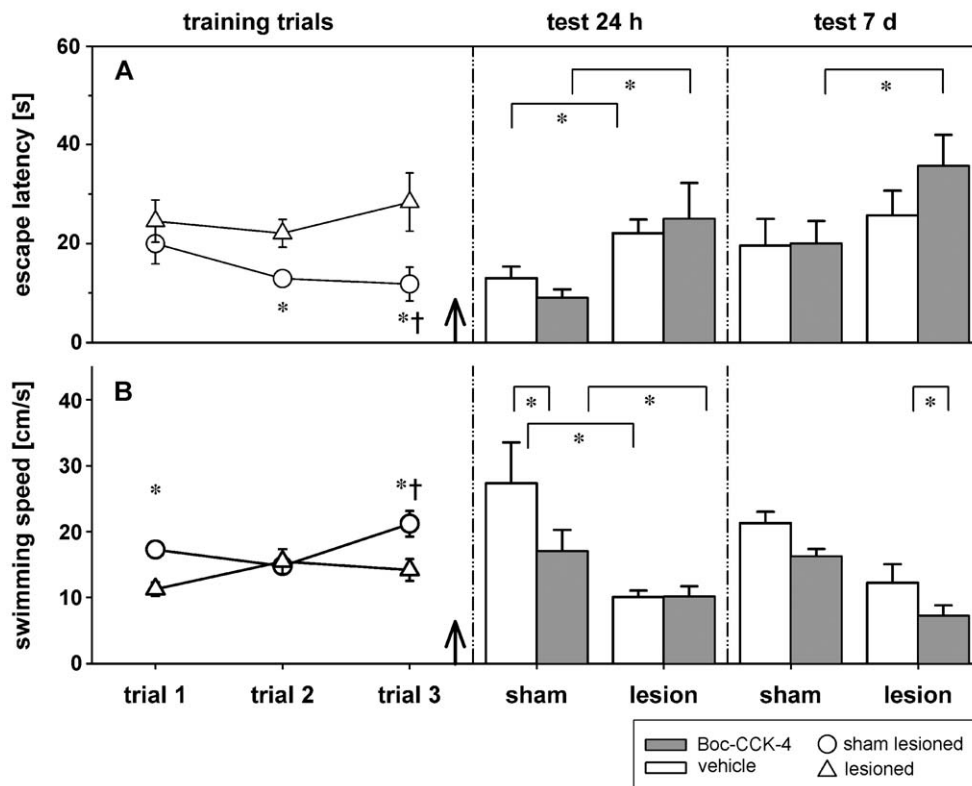 training trials test 24 h test 7 d
A
escape latency [s]
60
40
20
0
* *†
* *
*
B
swimming speed [cm/s]
40
30
20
10
0
* *†
* * *
*
trial 1 trial 2 trial 3 sham lesion sham lesion
Boc-CCK-4 sham lesioned
vehicle lesioned